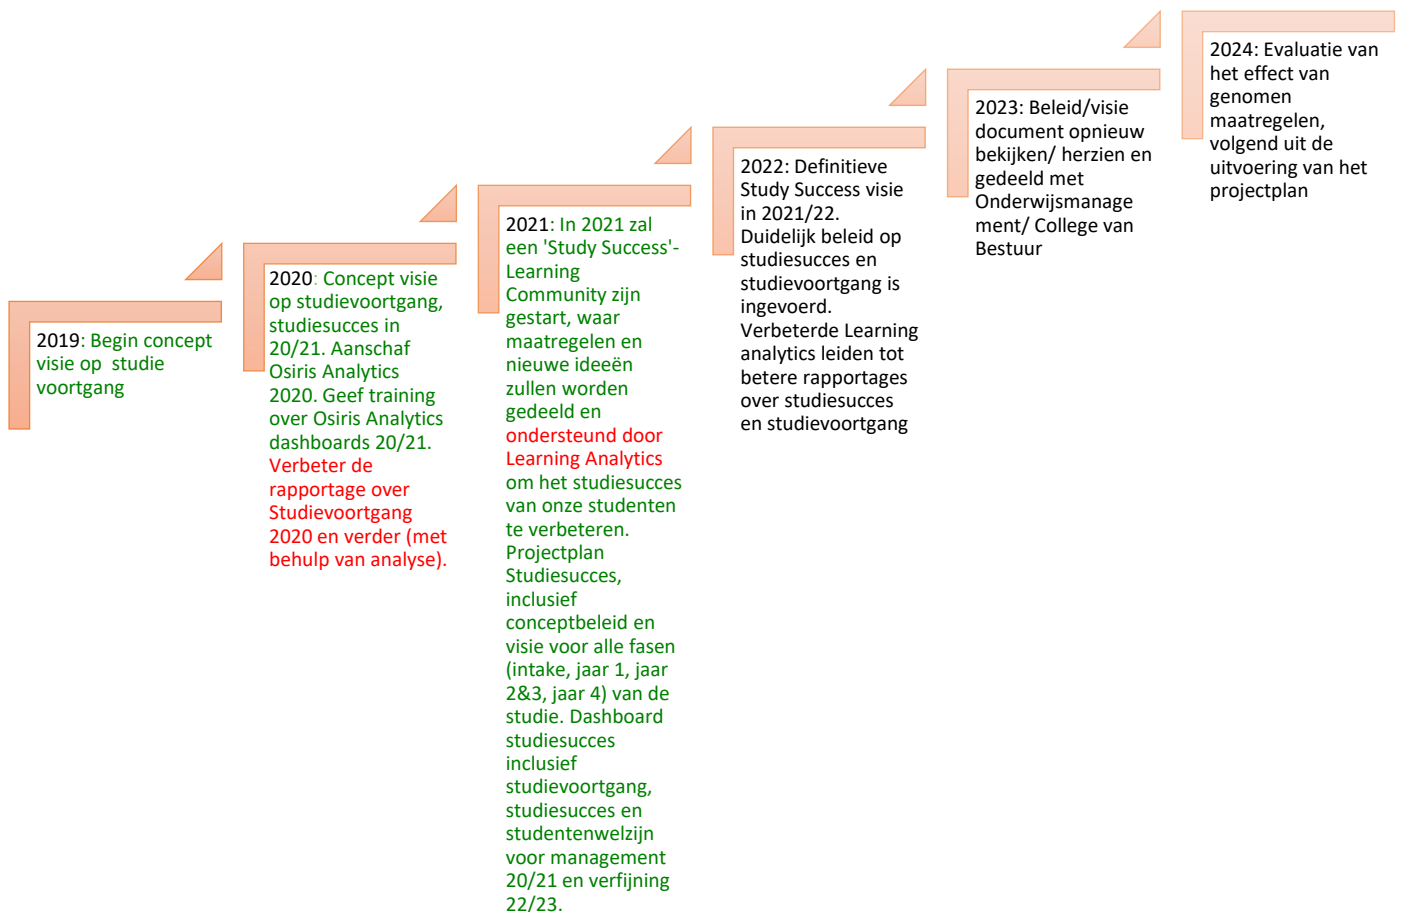 2019: Begin concept
visie op  studie
voortgang
2020: Concept visie
op studievoortgang,
studiesucces in
20/21. Aanschaf
Osiris Analytics
2020. Geef training
over Osiris Analytics
dashboards 20/21.
Verbeter de
rapportage over
Studievoortgang
2020 en verder (met
behulp van analyse).
2021: In 2021 zal
een 'Study Success'-
Learning
Community zijn
gestart, waar
maatregelen en
nieuwe ideeën
zullen worden
gedeeld en
ondersteund door
Learning Analytics
om het studiesucces
van onze studenten
te verbeteren.
Projectplan
Studiesucces,
inclusief
conceptbeleid en
visie voor alle fasen
(intake, jaar 1, jaar
2&3, jaar 4) van de
studie. Dashboard
studiesucces
inclusief
studievoortgang,
studiesucces en
studentenwelzijn
voor management
20/21 en verfijning
22/23.
2022: Definitieve
Study Success visie
in 2021/22.
Duidelijk beleid op
studiesucces en
studievoortgang is
ingevoerd.
Verbeterde Learning
analytics leiden tot
betere rapportages
over studiesucces
en studievoortgang
2023: Beleid/visie
document opnieuw
bekijken/ herzien en
gedeeld met
Onderwijsmanage
ment/ College van
Bestuur
2024: Evaluatie van
het effect van
genomen
maatregelen,
volgend uit de
uitvoering van het
projectplan